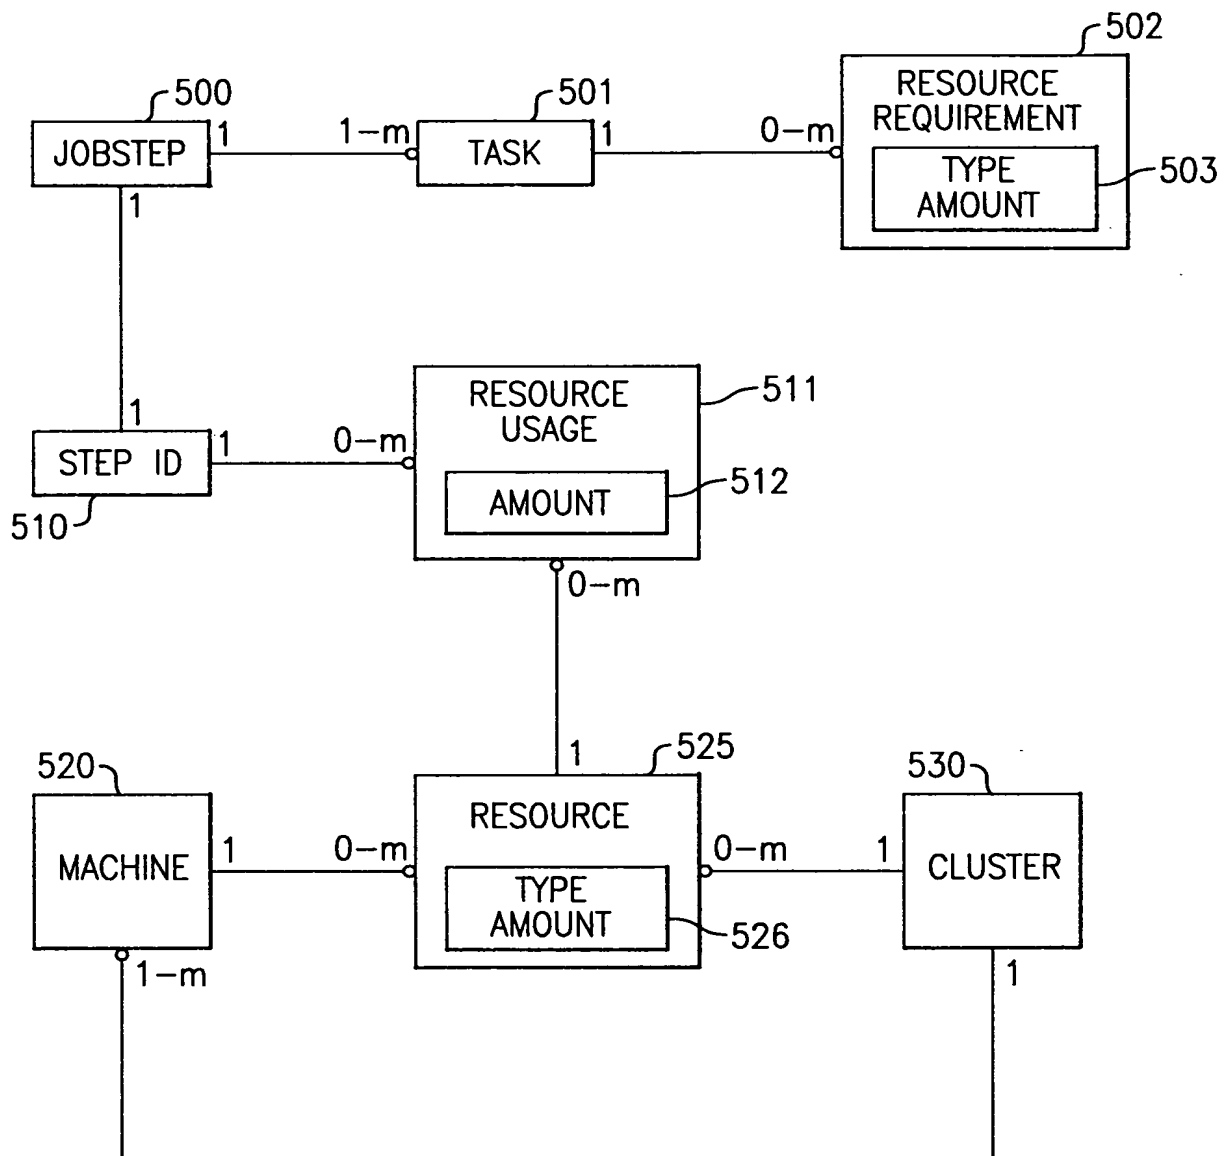 502
500
501
RESOURCE
REQUIREMENT
JOBSTEP
1
1-m
TASK
1
0-m
TYPE
AMOUNT
503
1
RESOURCE
USAGE
511
1
STEP ID
1
0-m
AMOUNT
512
510
0-m
1
525
520
530
RESOURCE
MACHINE
1
0-m
0-m
1
CLUSTER
TYPE
AMOUNT
526
1-m
1